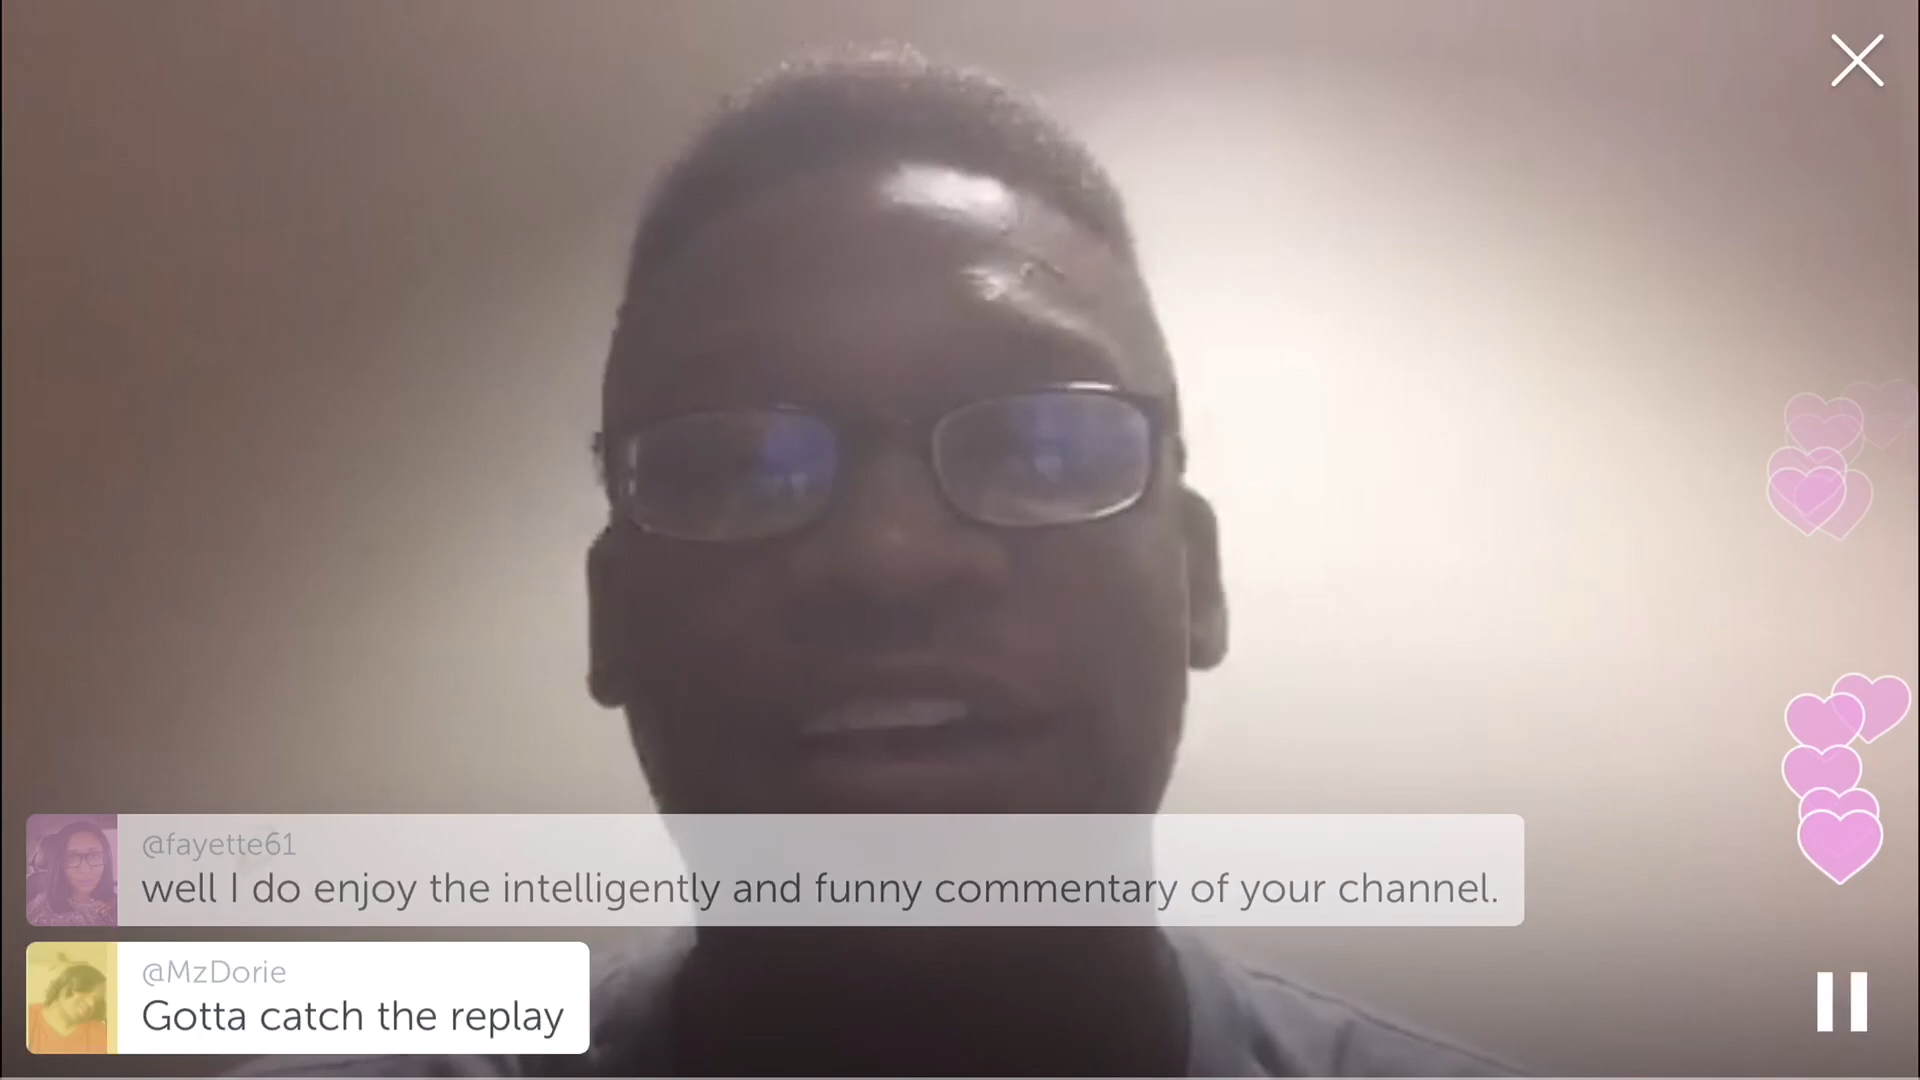 @fayette61
well I do enjoy the intelligently and funny commentary of your channel.
@MzDorie
Gotta catch the replay